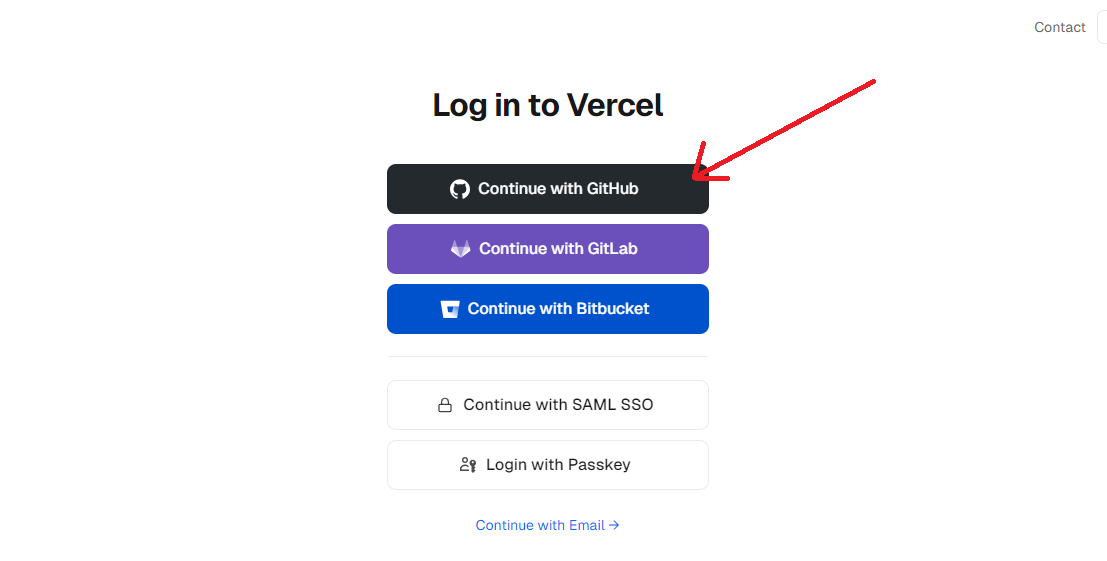 Contact
Log in to Vercel
Continue with GitHub
Continue with GitLab
Continue with Bitbucket
Continue with SAML SSO
Login with Passkey
Continue with Email →